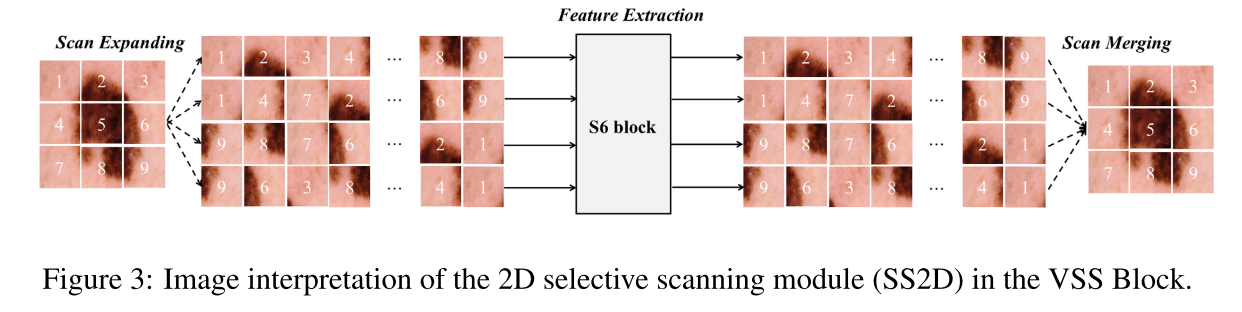 Feature Extraction
Scan Expanding
Scan Merging
1 2 3 4 ... 8 9
1 2 3 4 ... 8 9
1 2 3
1 2 3
1 4 7 2 ... 6 9
1 4 7 2 ... 6 9
4 5 6
S6 block
4 5 6
9 8 7 6 ... 2 1
9 8 7 6 ... 2 1
7 8 9
7 8 9
9 6 3 8 ... 4 1
9 6 3 8 ... 4 1
Figure 3: Image interpretation of the 2D selective scanning module (SS2D) in the VSS Block.